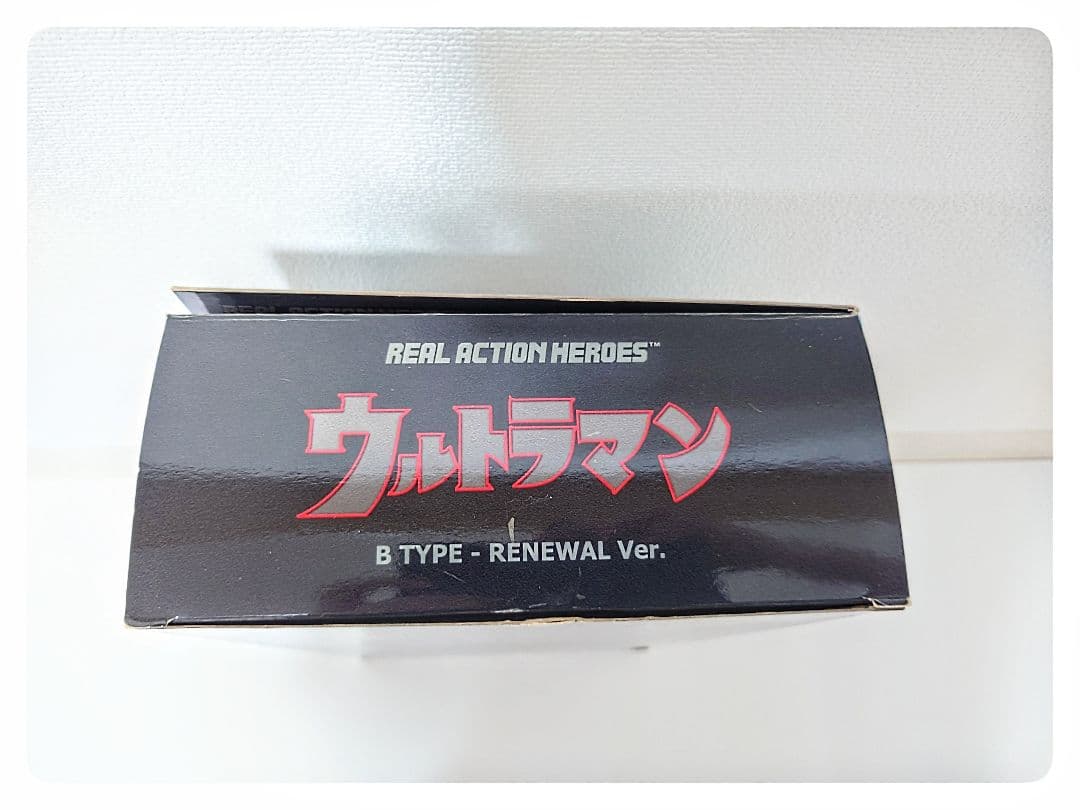 REAL ACTION HEROES™
ウルトラマン
B TYPE - RENEWAL Ver.